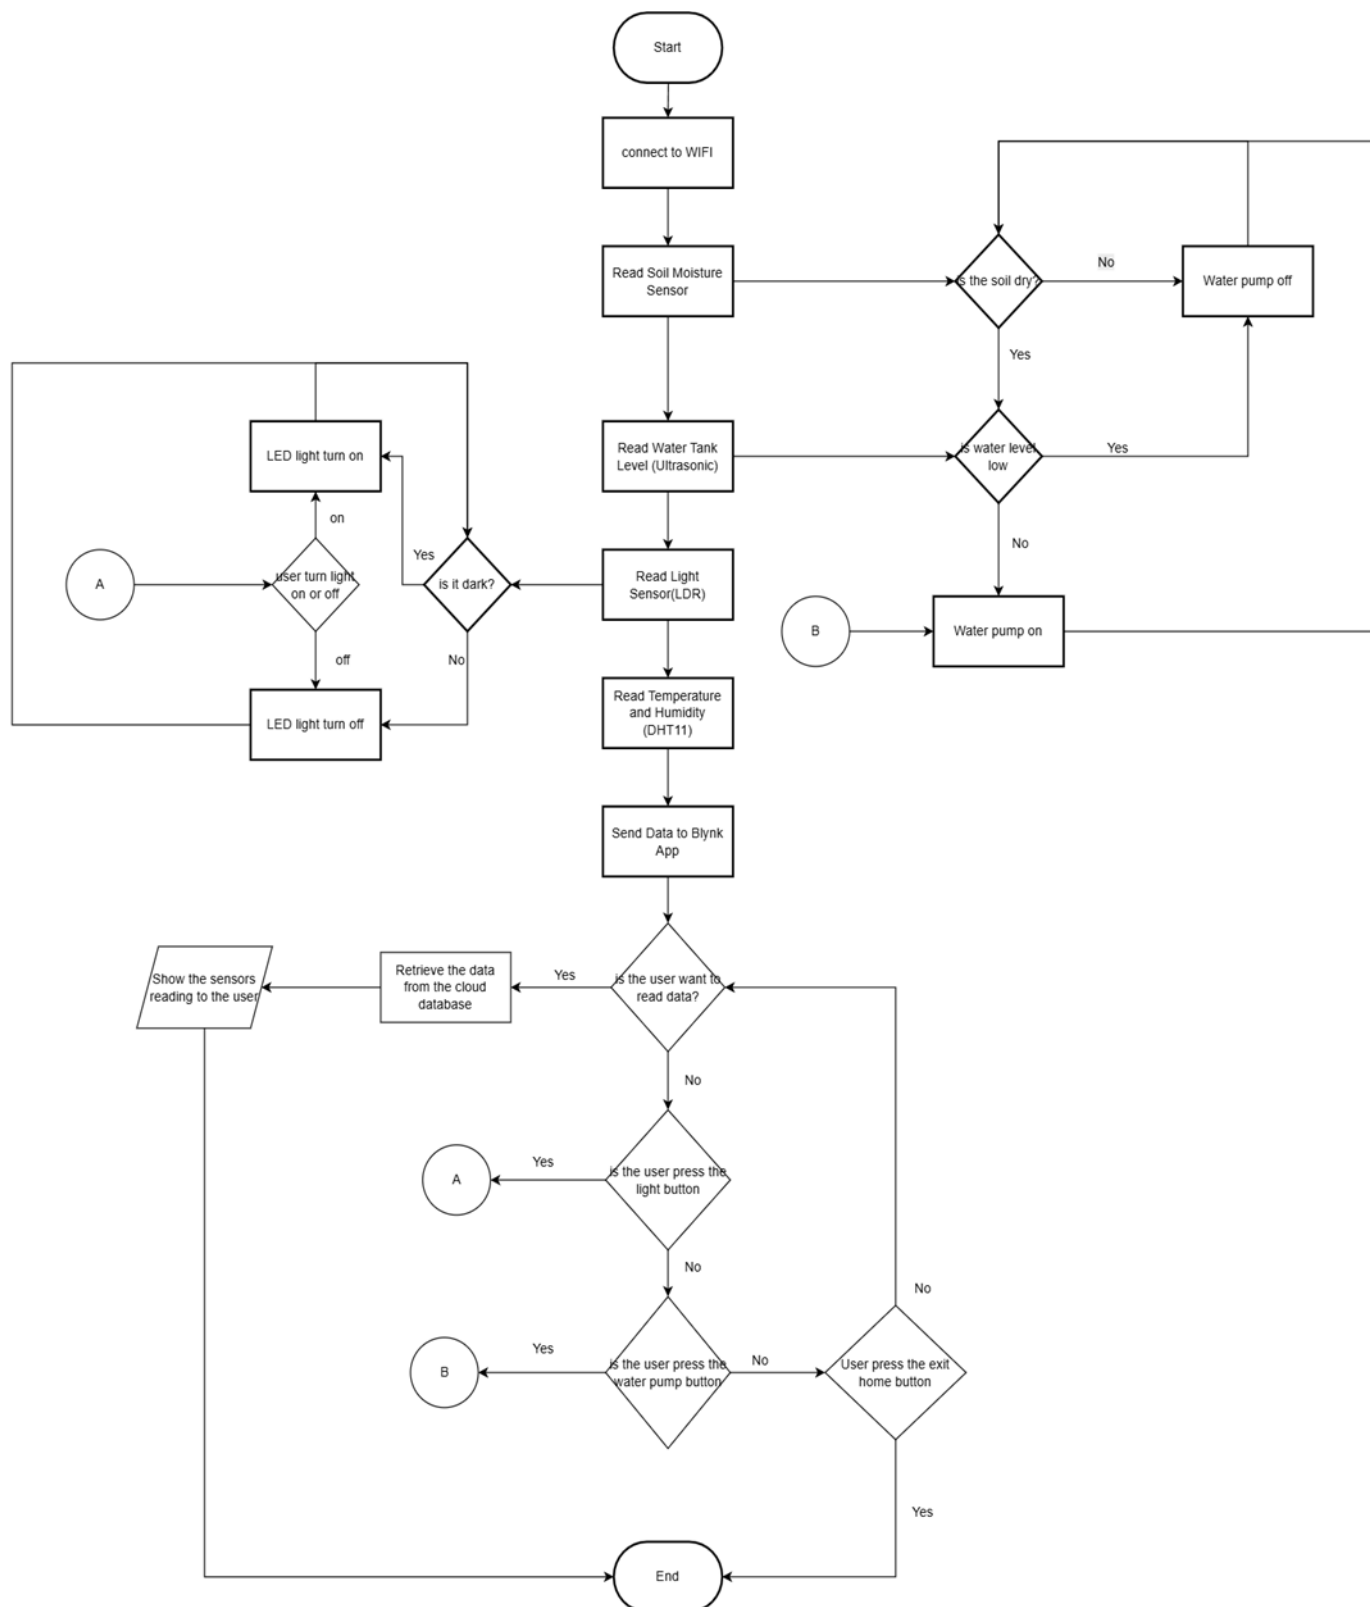 Start
connect to WIFI
Read Soil Moisture
Sensor
is the soil dry?
No
Water pump off
Yes
LED light turn on
Read Water Tank
Level (Ultrasonic)
is water level
low
Yes
on
No
A
user turn light
on or off
Yes
is it dark?
Read Light
Sensor(LDR)
B
Water pump on
off
No
LED light turn off
Read Temperature
and Humidity
(DHT11)
Send Data to Blynk
App
Show the sensors
reading to the user
Retrieve the data
from the cloud
database
Yes
is the user want to
read data?
No
A
Yes
is the user press the
light button
No
No
B
Yes
is the user press the
water pump button
No
User press the exit
home button
Yes
End